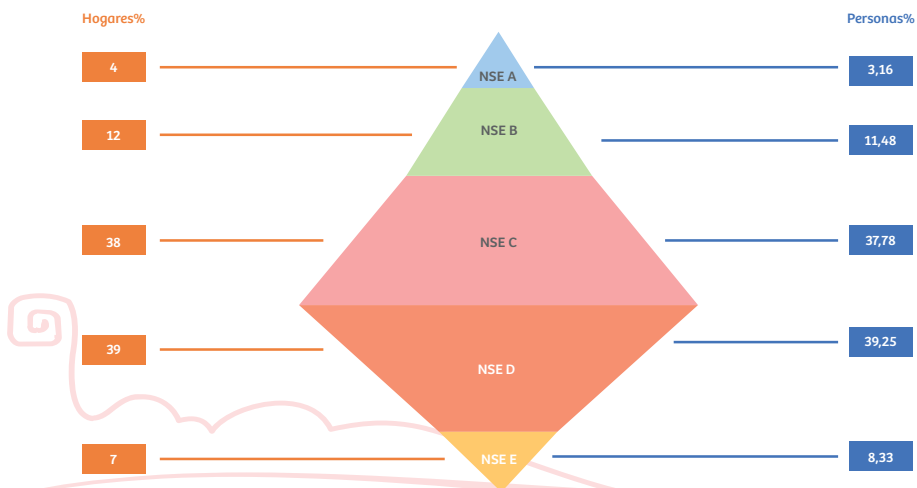 Hogares% Personas%
4 NSE A 3,16
12 NSE B 11,48
38 NSE C 37,78
39 NSE D 39,25
7 NSE E 8,33